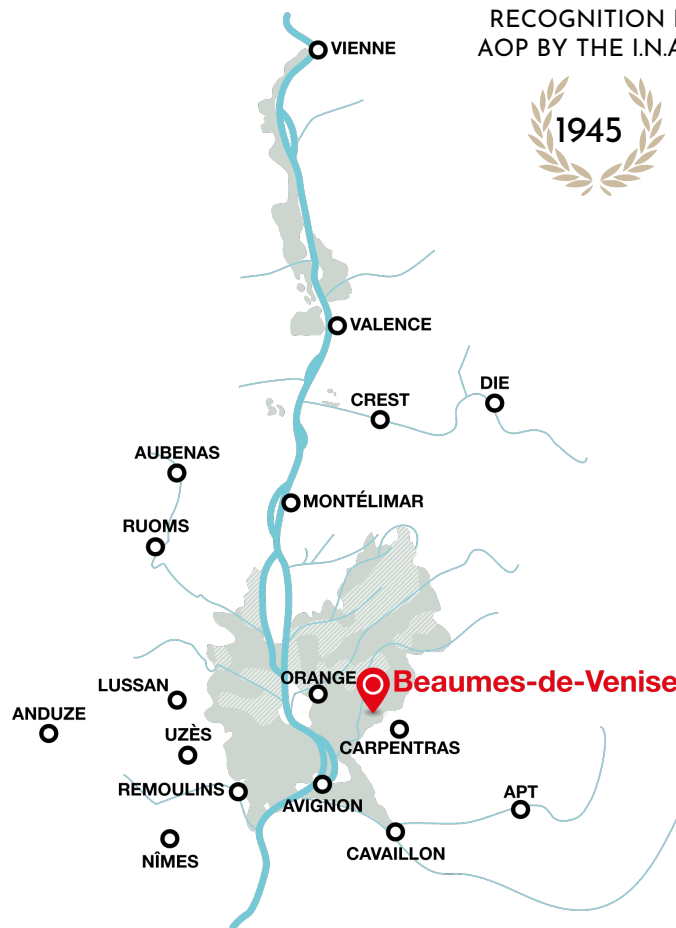 RECOGNITION
AOP BY THE I.N.A
1945
VIENNE
VALENCE
DIE
CREST
AUBENAS
MONTÉLIMAR
RUOMS
ORANGE
Beaumes-de-Venise
LUSSAN
ANDUZE
UZÈS
CARPENTRAS
REMOULINS
APT
AVIGNON
CAVAILLON
NÎMES